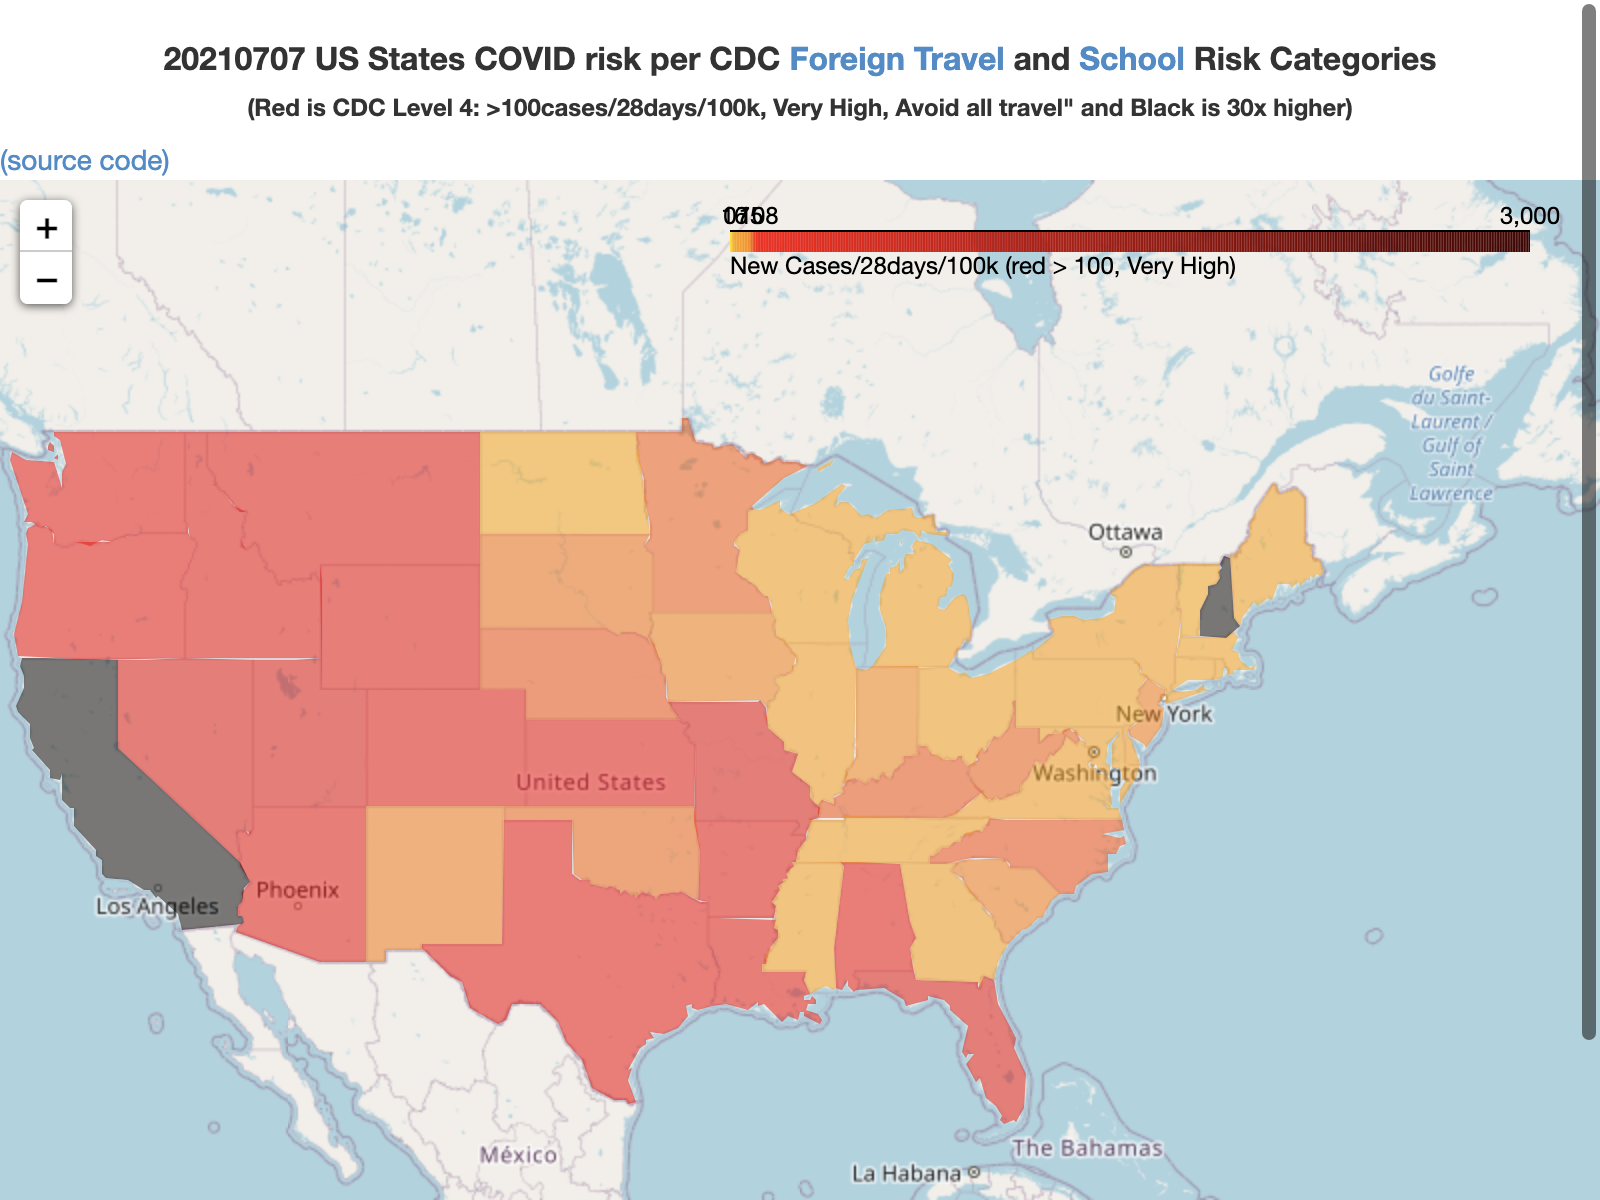 20210707 US States COVID risk per CDC Foreign Travel and School Risk Categories
(Red is CDC Level 4: >100cases/28days/100k, Very High, Avoid all travel" and Black is 30x higher)
(source code)
+
−
3,000
New Cases/28days/100k (red > 100, Very High)
Golfe
du Saint-
Laurent /
Gulf of
Saint
Lawrence
Ottawa
New York
Washington
United States
Phoenix
Los Angeles
México
The Bahamas
La Habana